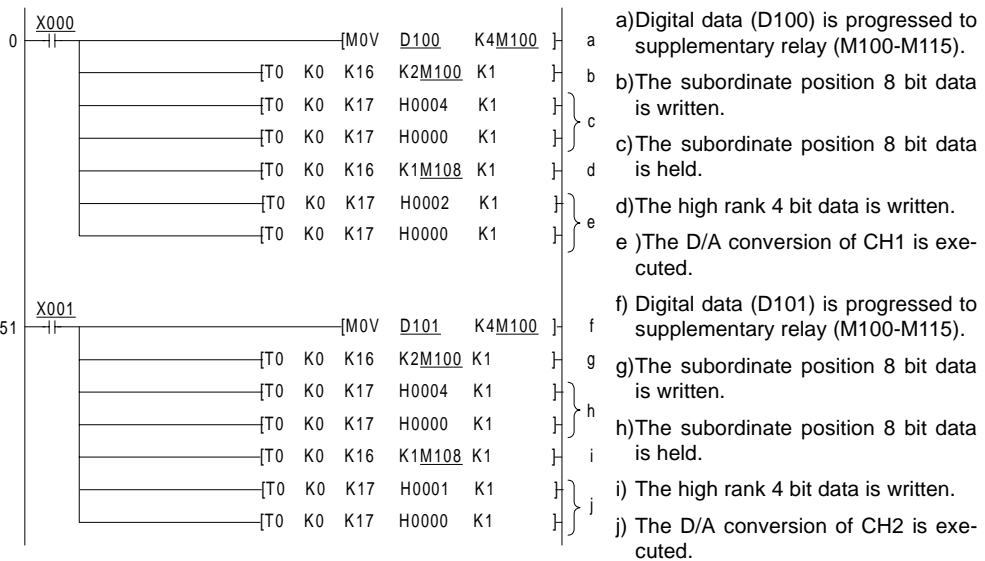 X000
0 [MOV D100 K4M100 ] a
[T0 K0 K16 K2M100 K1 ] b
[T0 K0 K17 H0004 K1 ]
c
[T0 K0 K17 H0000 K1 ]
[T0 K0 K16 K1M108 K1 ] d
[T0 K0 K17 H0002 K1 ]
e
[T0 K0 K17 H0000 K1 ]
X001
51 [MOV D101 K4M100 ] f
[T0 K0 K16 K2M100 K1 ] g
[T0 K0 K17 H0004 K1 ]
h
[T0 K0 K17 H0000 K1 ]
[T0 K0 K16 K1M108 K1 ] i
[T0 K0 K17 H0001 K1 ]
j
[T0 K0 K17 H0000 K1 ]
a)Digital data (D100) is progressed to
supplementary relay (M100-M115).
b)The subordinate position 8 bit data
is written.
c)The subordinate position 8 bit data
is held.
d)The high rank 4 bit data is written.
e )The D/A conversion of CH1 is exe-
cuted.
f) Digital data (D101) is progressed to
supplementary relay (M100-M115).
g)The subordinate position 8 bit data
is written.
h)The subordinate position 8 bit data
is held.
i) The high rank 4 bit data is written.
j) The D/A conversion of CH2 is exe-
cuted.